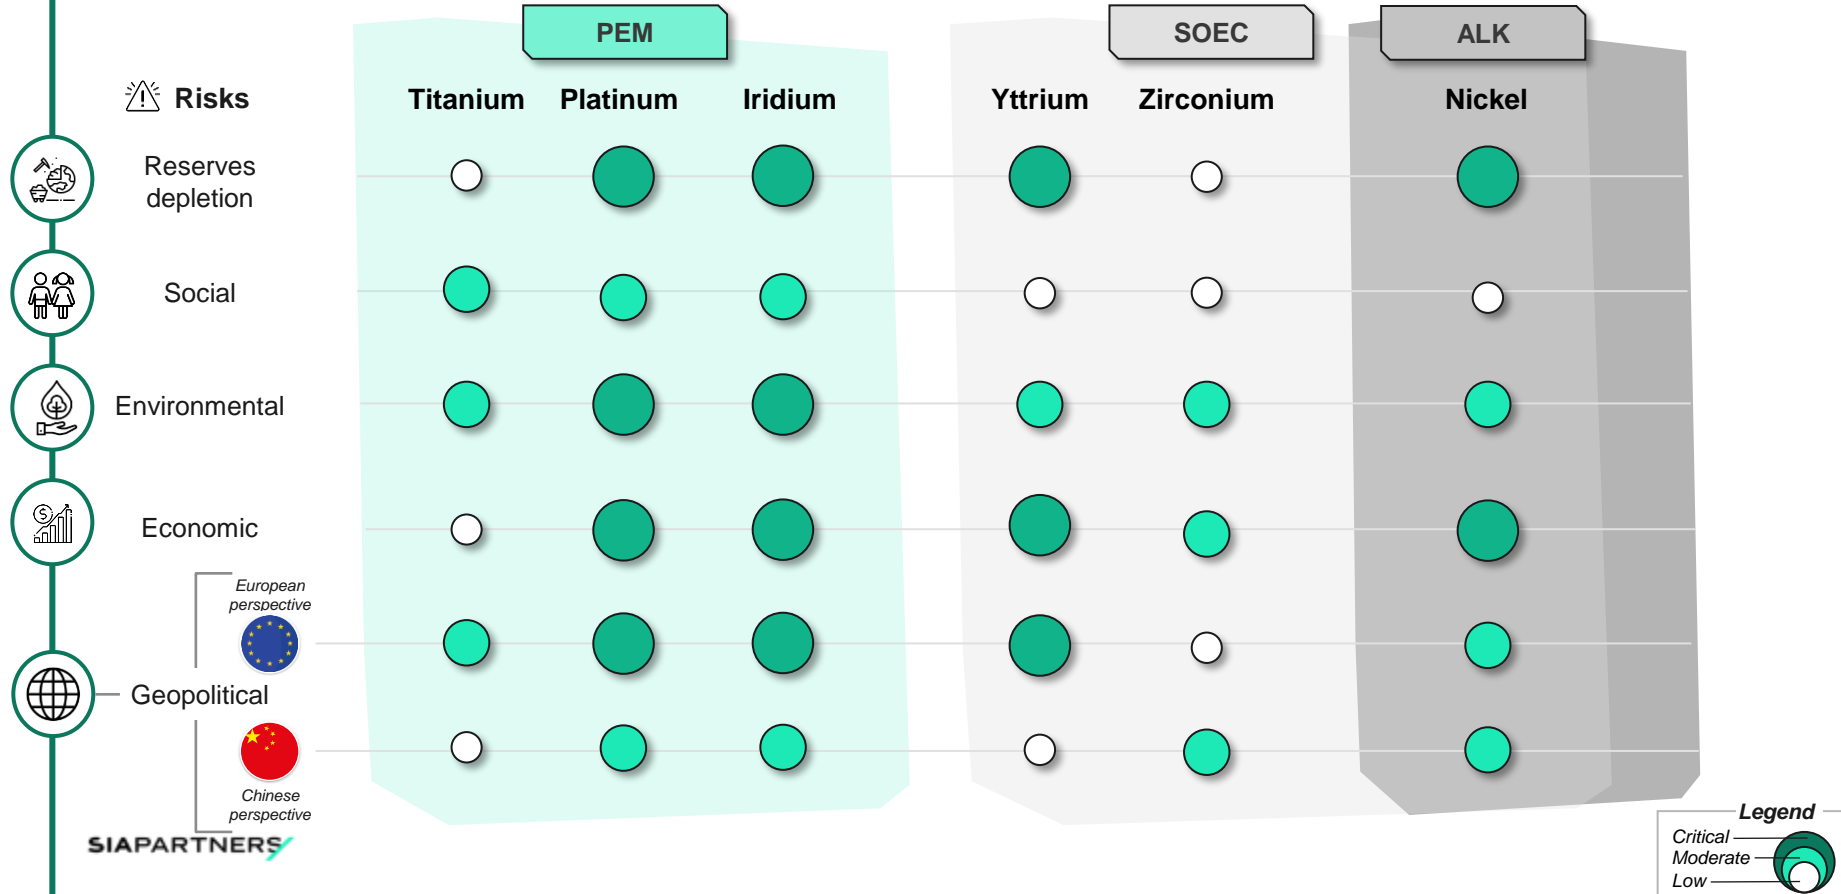 PEM
SOEC
ALK
Risks
Titanium
Platinum
Iridium
Yttrium
Zirconium
Nickel
Reserves
depletion
Social
Environmental
Economic
European
perspective
Geopolitical
Chinese
perspective
SIAPARTNERS
Legend
Critical
Moderate
Low